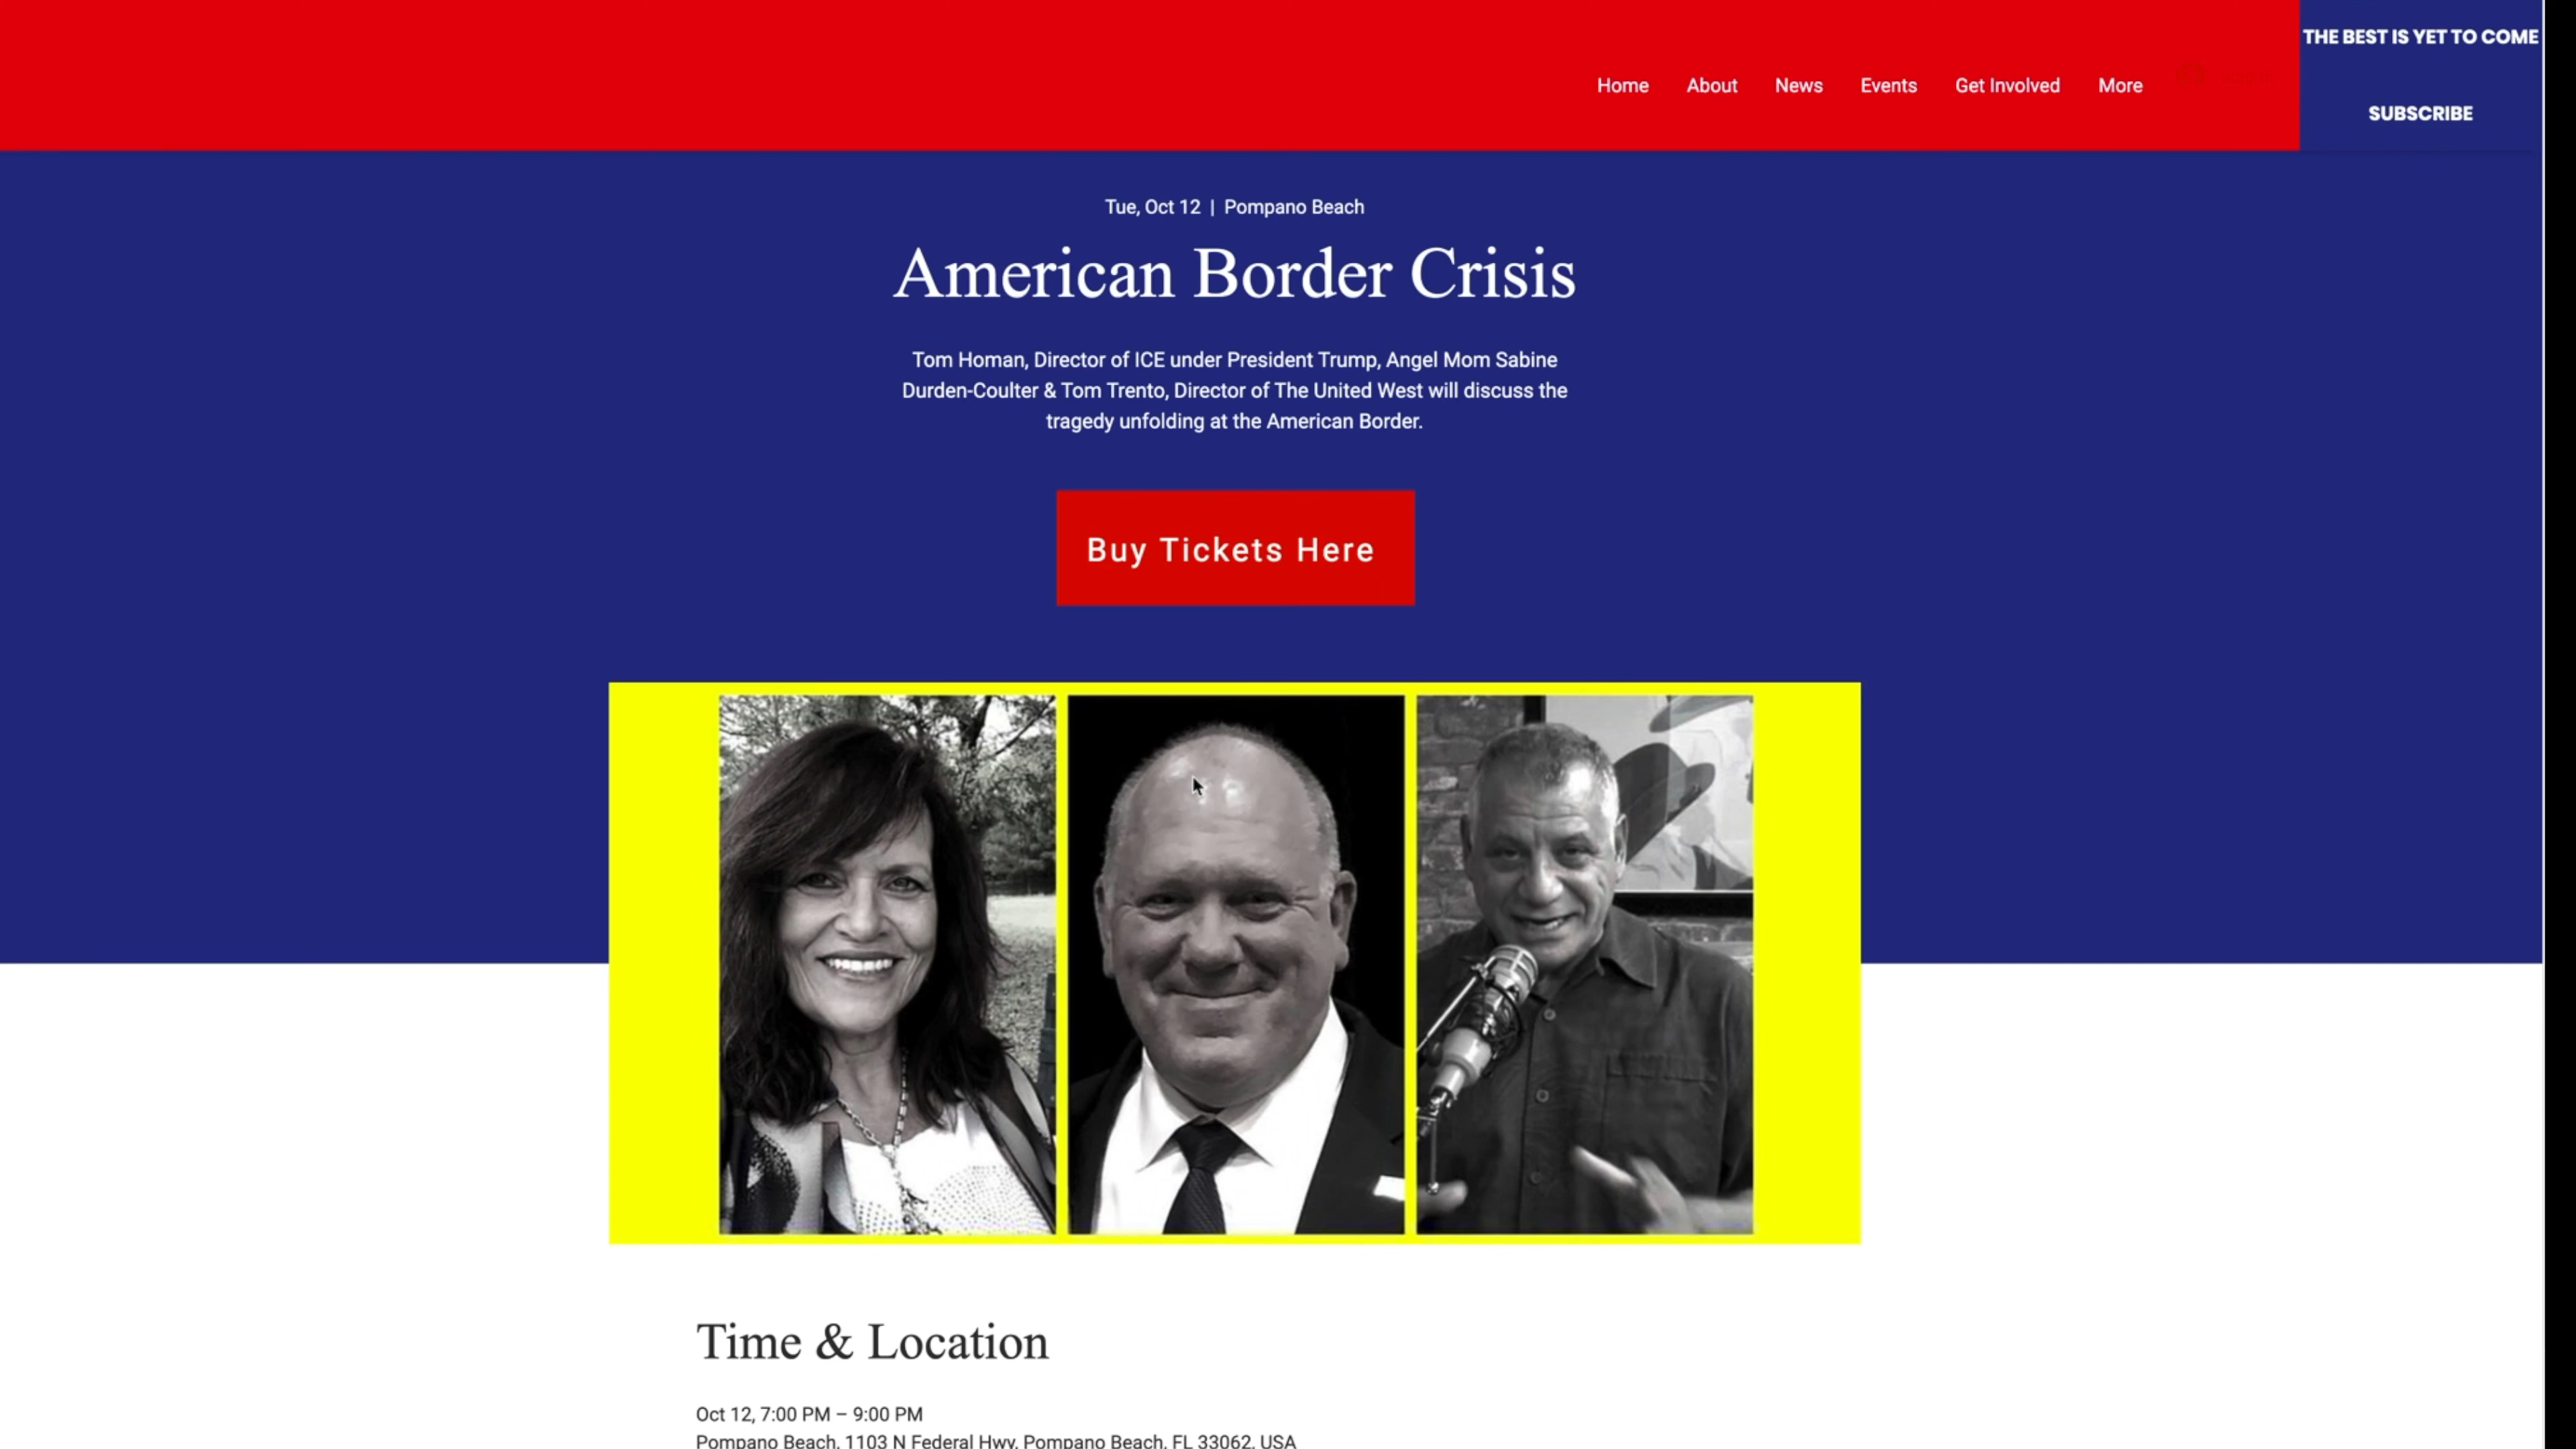 THE BEST IS YET TO COME
Home About News Events Get Involved More
SUBSCRIBE
Tue, Oct 12 | Pompano Beach
American Border Crisis
Tom Homan, Director of ICE under President Trump, Angel Mom Sabine
Durden-Coulter & Tom Trento, Director of The United West will discuss the
tragedy unfolding at the American Border.
Buy Tickets Here
Time & Location
Oct 12, 7:00 PM – 9:00 PM
Pompano Beach, 1103 N Federal Hwy, Pompano Beach, FL 33062, USA